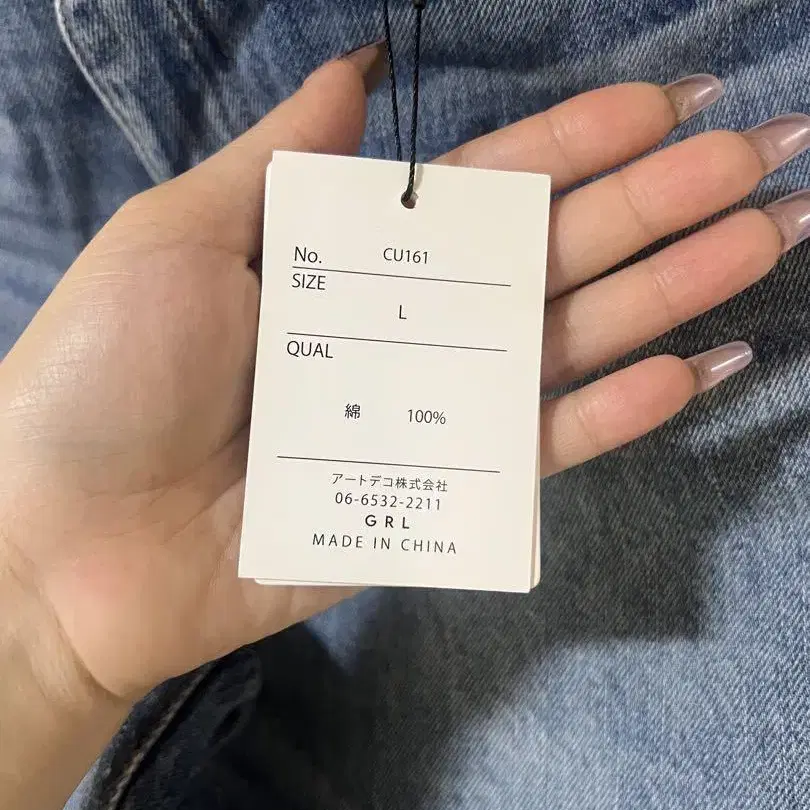 No. CU161
SIZE
L
QUAL
綿 100%
アートデコ株式会社
06-6532-2211
GRL
MADE IN CHINA